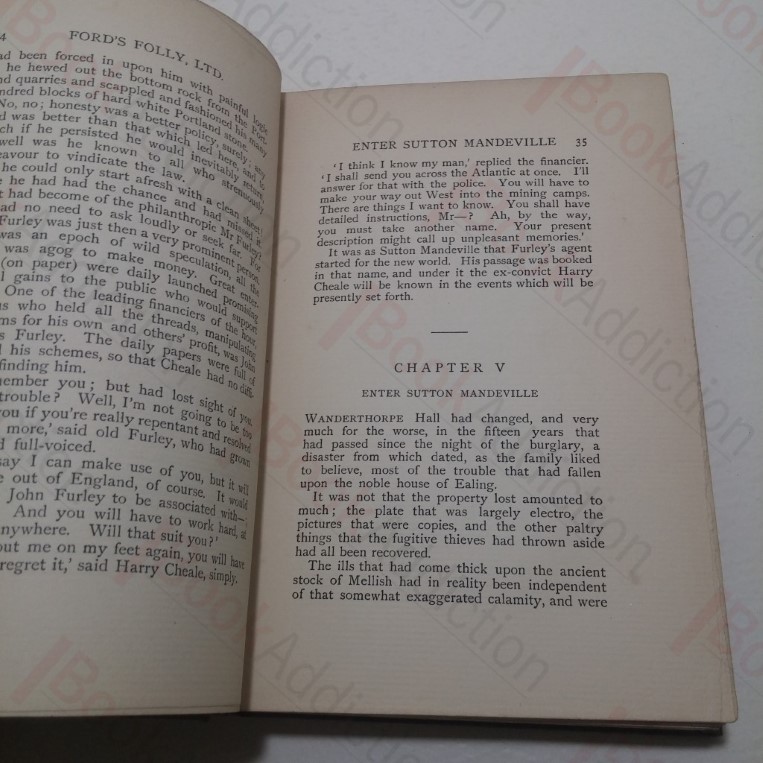 4 FORD'S FOLLY, LTD.
had been forced in upon him with painful logic
he hewed out the bottom rock from the Port-
nd quarries and scappled and fashioned his many
ndred blocks of hard white Portland stone.
No, no; honesty was a better policy, surely; any
d was better than that which led here, and to
ch if he persisted he would inevitably return
well was he known to all who strenuously
eavour to vindicate the law.
he could only start afresh with a clean sheet!
e he had had the chance and had missed it.
t had become of the philanthropic Mr Furley?
ad no need to ask loudly or seek far. For
Furley was just then a very prominent person.
was an epoch of wild speculation, all the
was agog to make money. Great enter-
(on paper) were daily launched promising
l gains to the public who would support
One of the leading financiers of the hour,
us who held all the threads, manipulating
ms for his own and others' profit, was John
s Furley. The daily papers were full of
d his schemes, so that Cheale had no diffi-
finding him.
member you; but had lost sight of you.
trouble? Well, I'm not going to be too
you if you're really repentant and resolved
more,' said old Furley, who had grown
d full-voiced.
say I can make use of you, but it will
e out of England, of course. It would
John Furley to be associated with—
And you will have to work hard, at
nywhere. Will that suit you?'
out me on my feet again, you will have
regret it,' said Harry Cheale, simply.
ENTER SUTTON MANDEVILLE 35
'I think I know my man,' replied the financier.
'I shall send you across the Atlantic at once. I'll
answer for that with the police. You will have to
make your way out West into the mining camps.
There are things I want to know. You shall have
detailed instructions, Mr—? Ah, by the way,
you must take another name. Your present
description might call up unpleasant memories.'
It was as Sutton Mandeville that Furley's agent
started for the new world. His passage was booked
in that name, and under it the ex-convict Harry
Cheale will be known in the events which will be
presently set forth.
CHAPTER V
ENTER SUTTON MANDEVILLE
WANDERTHORPE Hall had changed, and very
much for the worse, in the fifteen years that
had passed since the night of the burglary, a
disaster from which dated, as the family liked
to believe, most of the trouble that had fallen
upon the noble house of Ealing.
It was not that the property lost amounted to
much; the plate that was largely electro, the
pictures that were copies, and the other paltry
things that the fugitive thieves had thrown aside
had all been recovered.
The ills that had come thick upon the ancient
stock of Mellish had in reality been independent
of that somewhat exaggerated calamity, and were